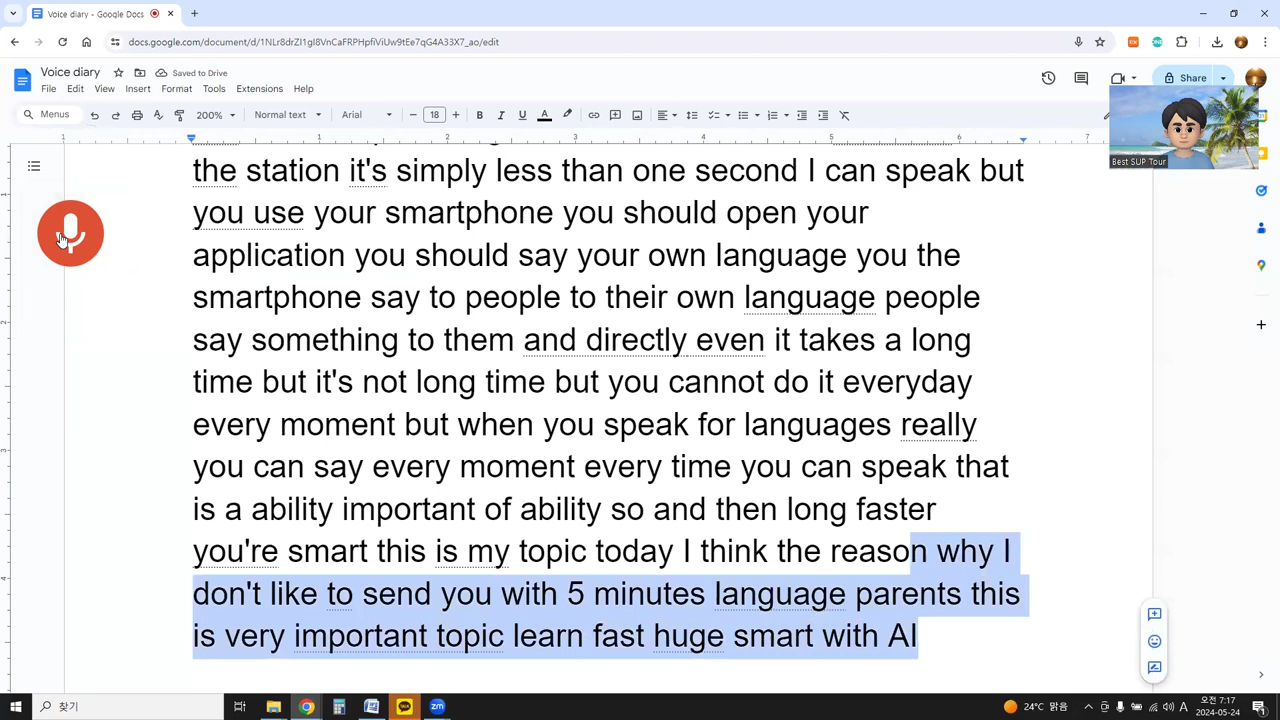 Voice diary - Google Docs
docs.google.com/document/d/1NLr8drZI1gI8VnCaFRPHpfiViUw9tEe7qG4A33X7_ao/edit
Voice diary
Saved to Drive
File Edit View Insert Format Tools Extensions Help
Share
Menus
200%
Normal text
Arial
18
B I U A
1 1 2 3 4 5 6
Best SUP Tour
the station it's simply less than one second I can speak but
you use your smartphone you should open your
application you should say your own language you the
smartphone say to people to their own language people
say something to them and directly even it takes a long
time but it's not long time but you cannot do it everyday
every moment but when you speak for languages really
you can say every moment every time you can speak that
is a ability important of ability so and then long faster
you're smart this is my topic today I think the reason why I
don't like to send you with 5 minutes language parents this
is very important topic learn fast huge smart with AI
찾기
24°C 맑음
A
오전 7:17
2024-05-24